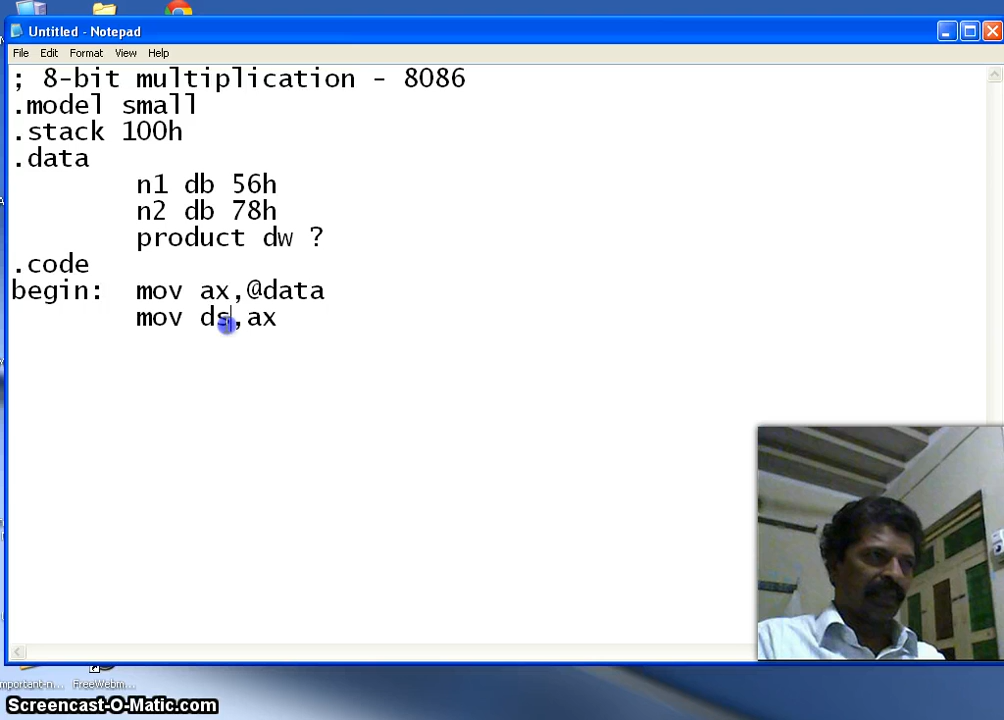 Untitled - Notepad
File Edit Format View Help
; 8-bit multiplication - 8086
.model small
.stack 100h
.data
n1 db 56h
n2 db 78h
product dw ?
.code
begin: mov ax,@data
mov ds,ax
FreeWebm...
Screencast-O-Matic.com